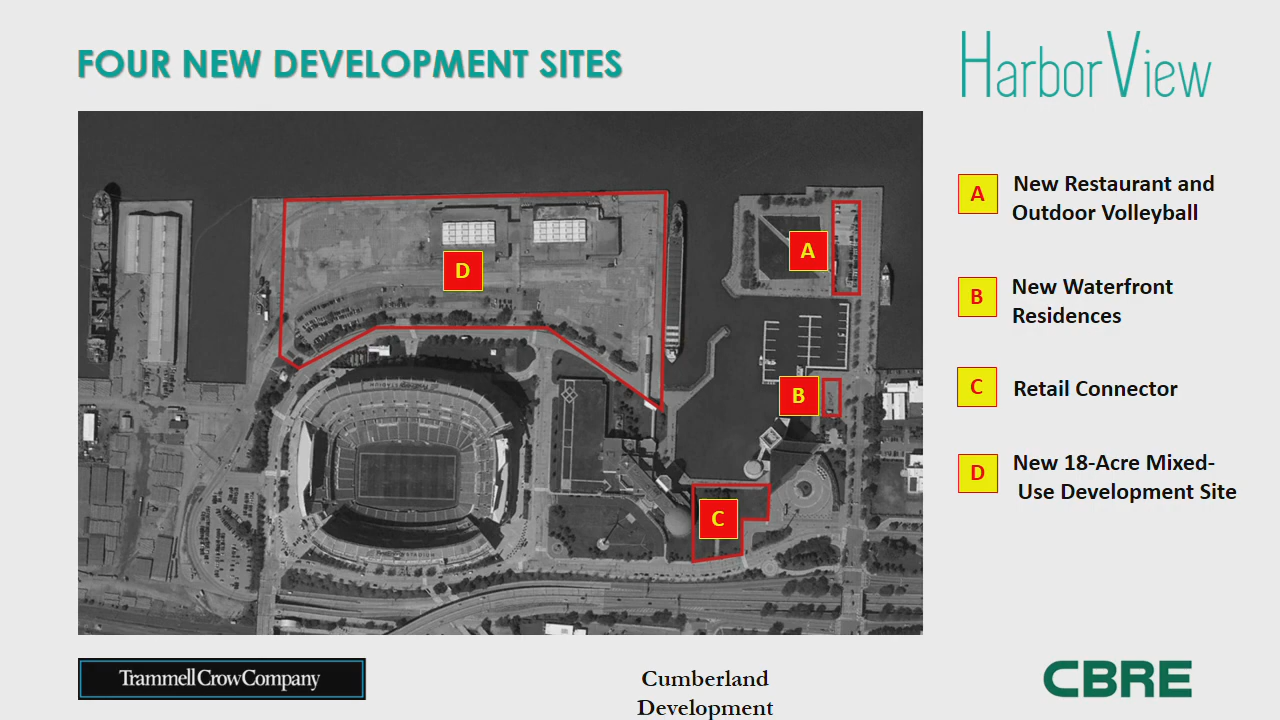 FOUR NEW DEVELOPMENT SITES
HarborView
A
New Restaurant and
Outdoor Volleyball
B
New Waterfront
Residences
C
Retail Connector
D
New 18-Acre Mixed-
Use Development Site
A
D
B
C
TrammellCrowCompany
Cumberland
Development
CBRE